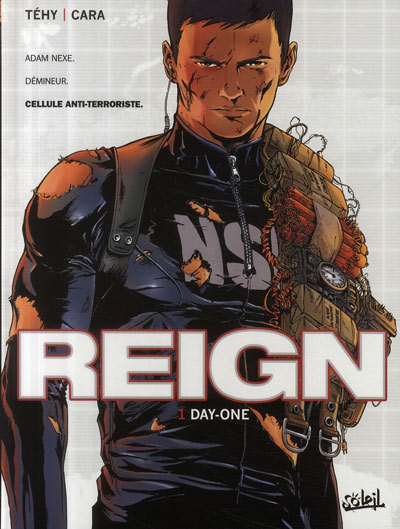 TÉHY | CARA
ADAM NEXE.
DÉMINEUR.
CELLULE ANTI-TERRORISTE.
NS
REIGN
1 DAY-ONE
SOLEIL